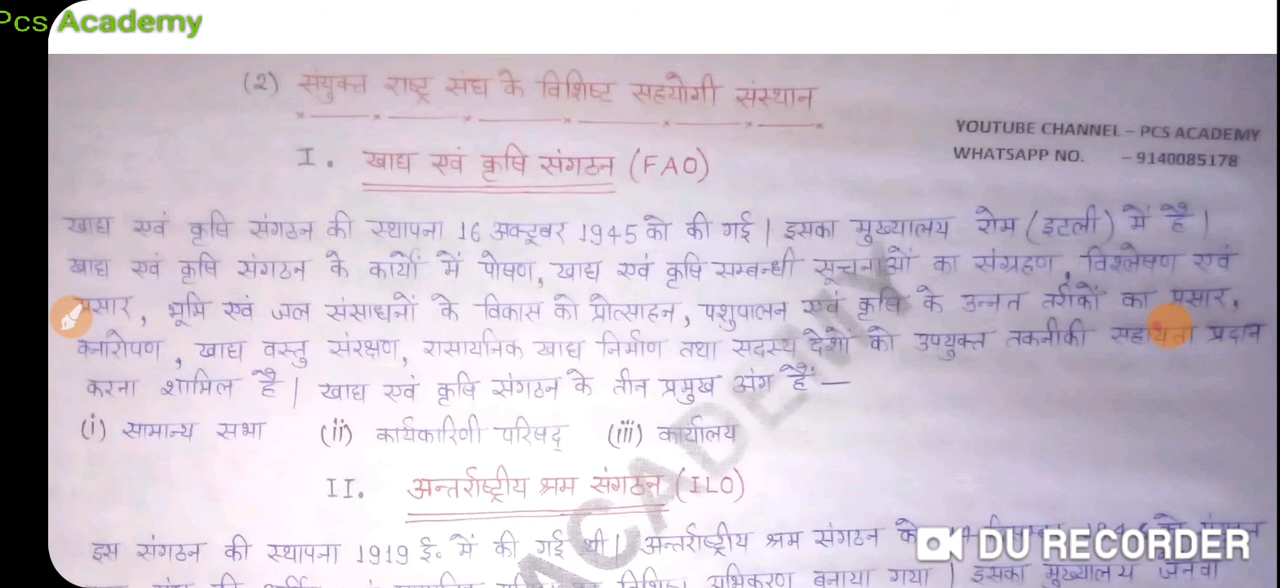 Pcs Academy
(2) संयुक्त राष्ट्र संघ के विशिष्ट सहयोगी संस्थान
YOUTUBE CHANNEL – PCS ACADEMY
WHATSAPP NO. – 9140085178
I. खाद्य एवं कृषि संगठन (FAO)
खाद्य एवं कृषि संगठन की स्थापना 16 अक्टूबर 1945 को की गई। इसका मुख्यालय रोम (इटली) में है।
खाद्य एवं कृषि संगठन के कार्यों में पोषण, खाद्य एवं कृषि सम्बन्धी सूचनाओं का संग्रहण, विश्लेषण एवं
प्रसार, भूमि एवं जल संसाधनों के विकास को प्रोत्साहन, पशुपालन एवं कृषि के उन्नत तरीकों का प्रसार,
वनारोपण, खाद्य वस्तु संरक्षण, रासायनिक खाद्य निर्माण तथा सदस्य देशों को उपयुक्त तकनीकी सहायता प्रदान
करना शामिल है। खाद्य एवं कृषि संगठन के तीन प्रमुख अंग हैं —
(i) सामान्य सभा (ii) कार्यकारिणी परिषद् (iii) कार्यालय
II. अन्तर्राष्ट्रीय श्रम संगठन (ILO)
ACADEMY
इस संगठन की स्थापना 1919 ई. में की गई थी। अन्तर्राष्ट्रीय श्रम संगठन के
DU RECORDER
बनाया गया। इसका मुख्यालय जेनेवा